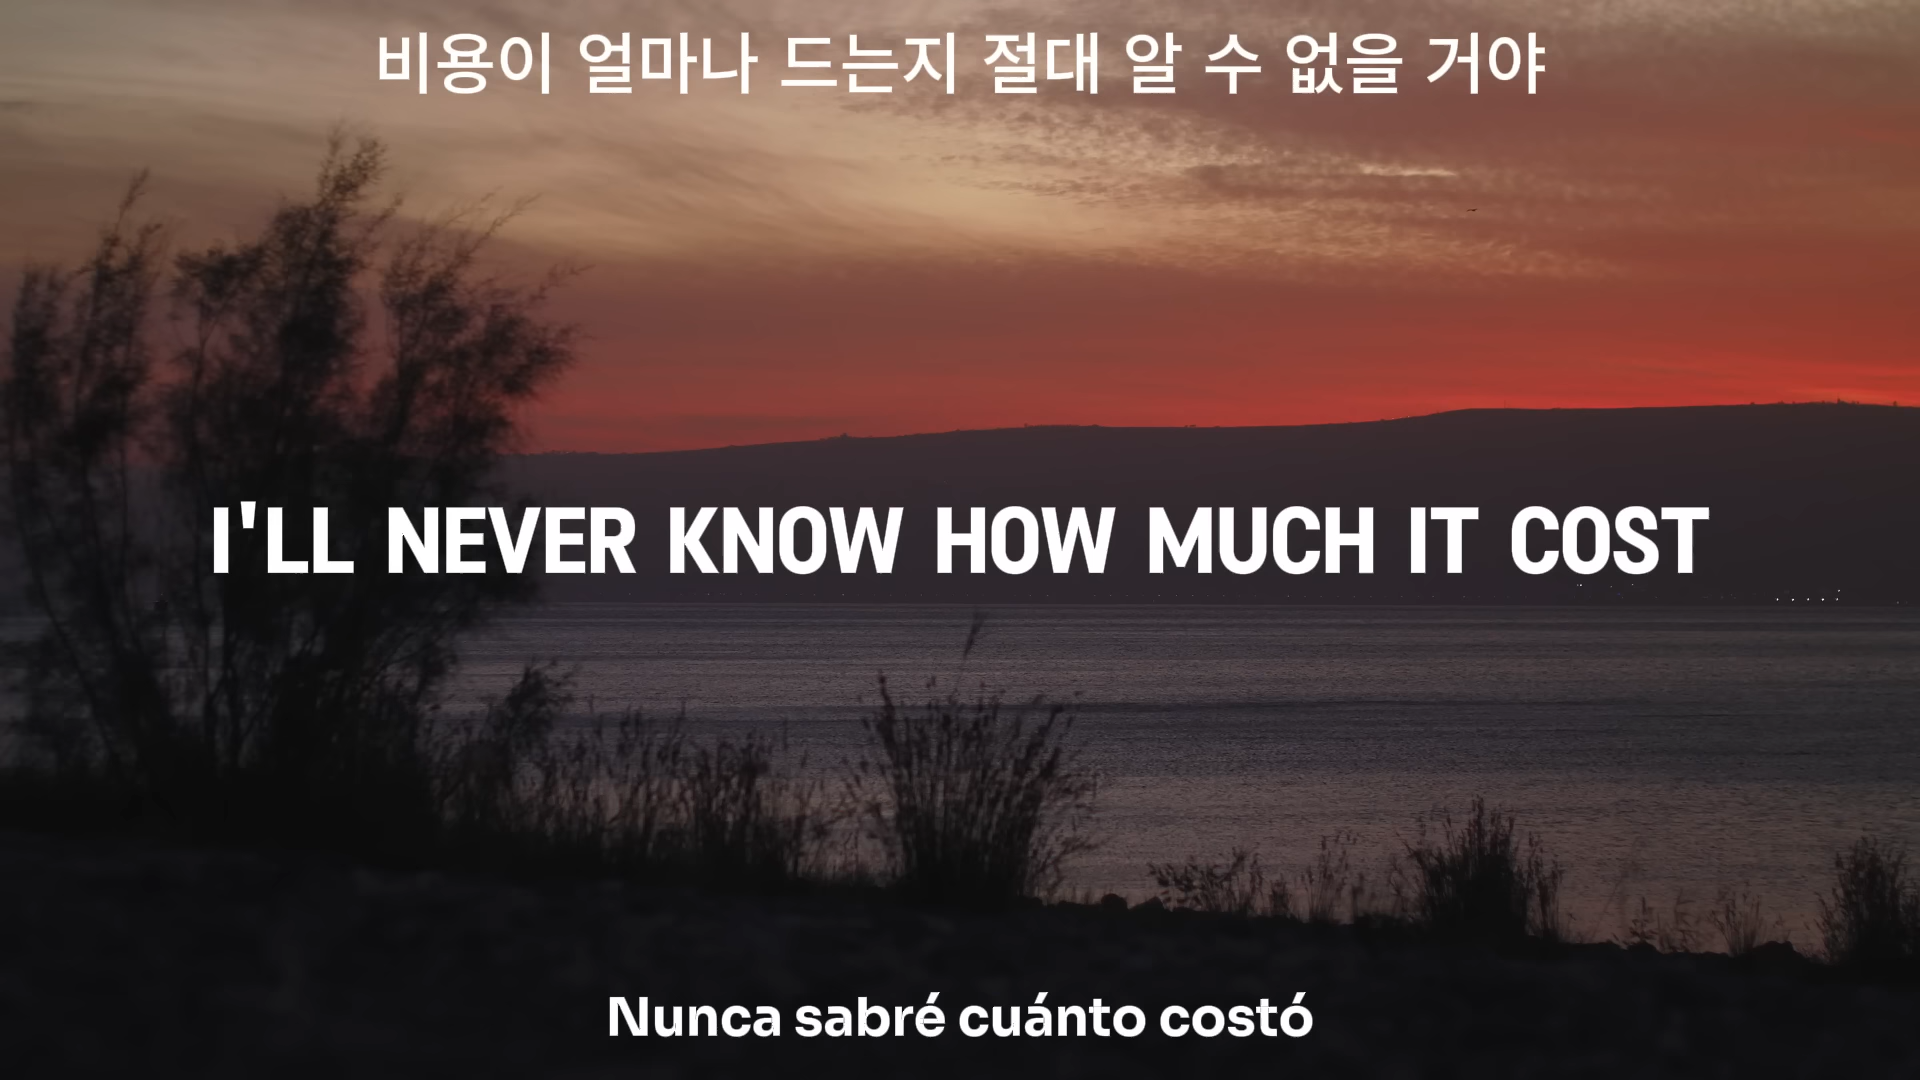 비용이 얼마나 드는지 절대 알 수 없을 거야
I'LL NEVER KNOW HOW MUCH IT COST
Nunca sabré cuánto costó